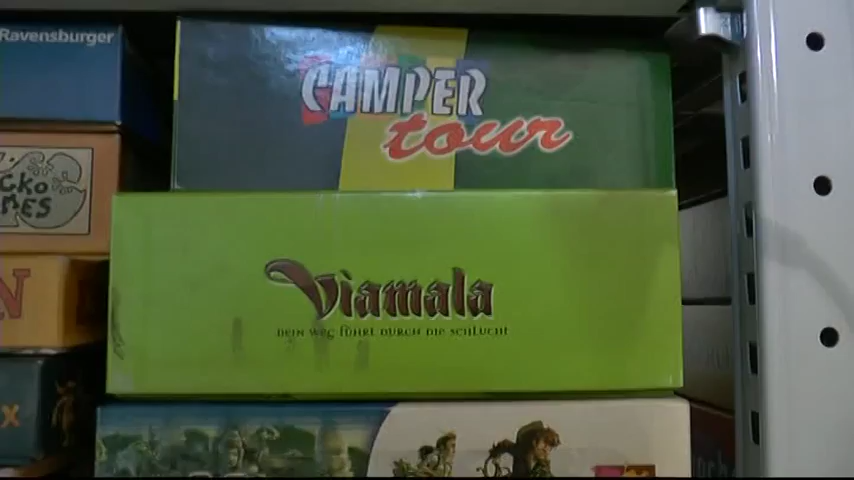 Ravensburger
CAMPER
tour
Viamala
DEIN WEG FÜHRT DURCH DIE SCHLUCHT
N
x